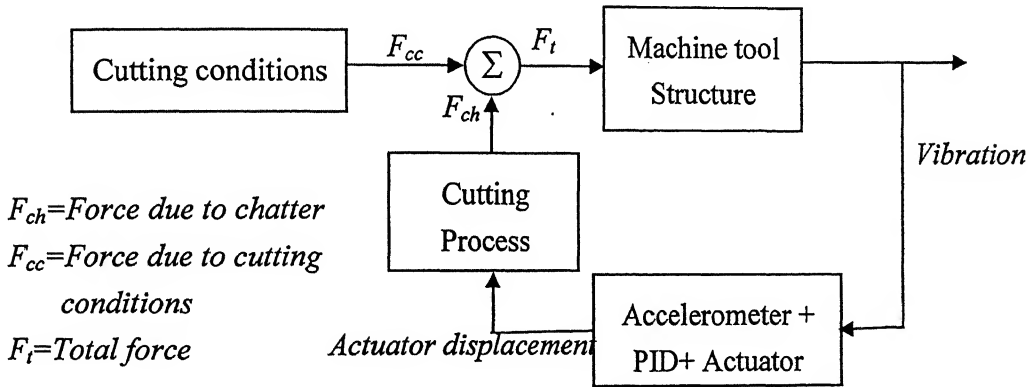 Cutting conditions
F_cc
Σ
F_t
Machine tool
Structure
F_ch
Vibration
Cutting
Process
F_ch=Force due to chatter
F_cc=Force due to cutting
conditions
F_t=Total force
Actuator displacement
Accelerometer +
PID+ Actuator